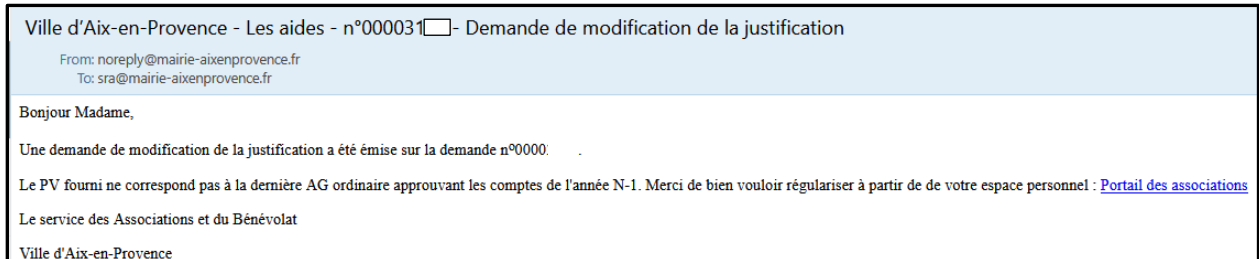 Ville d'Aix-en-Provence - Les aides - n°000031 - Demande de modification de la justification
From: noreply@mairie-aixenprovence.fr
To: sra@mairie-aixenprovence.fr
Bonjour Madame,
Une demande de modification de la justification a été émise sur la demande n°0000 .
Le PV fourni ne correspond pas à la dernière AG ordinaire approuvant les comptes de l'année N-1. Merci de bien vouloir régulariser à partir de de votre espace personnel : Portail des associations
Le service des Associations et du Bénévolat
Ville d'Aix-en-Provence